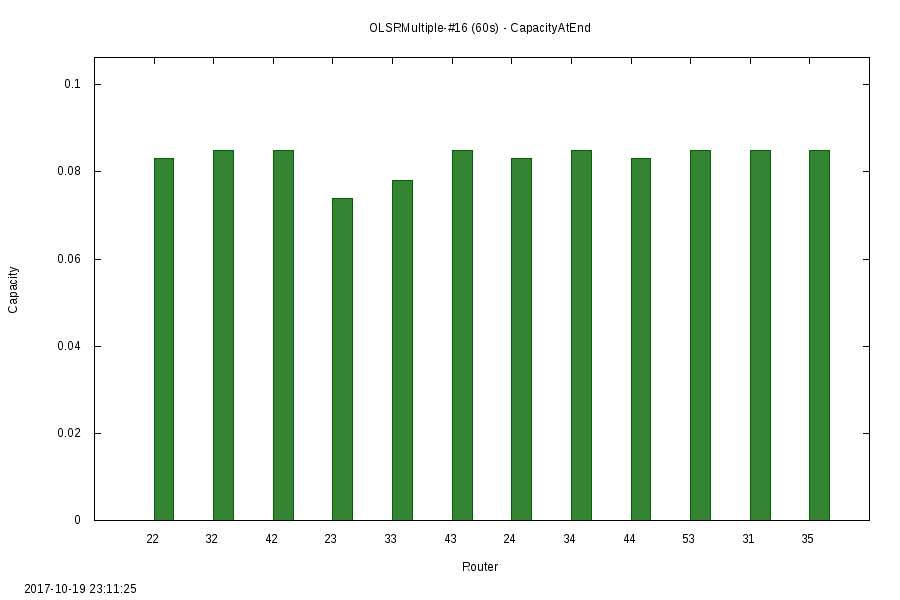 OLSRMultiple-#16 (60s) - CapacityAtEnd
0.1
0.08
0.06
0.04
0.02
0
Capacity
22 32 42 23 33 43 24 34 44 53 31 35
Router
2017-10-19 23:11:25